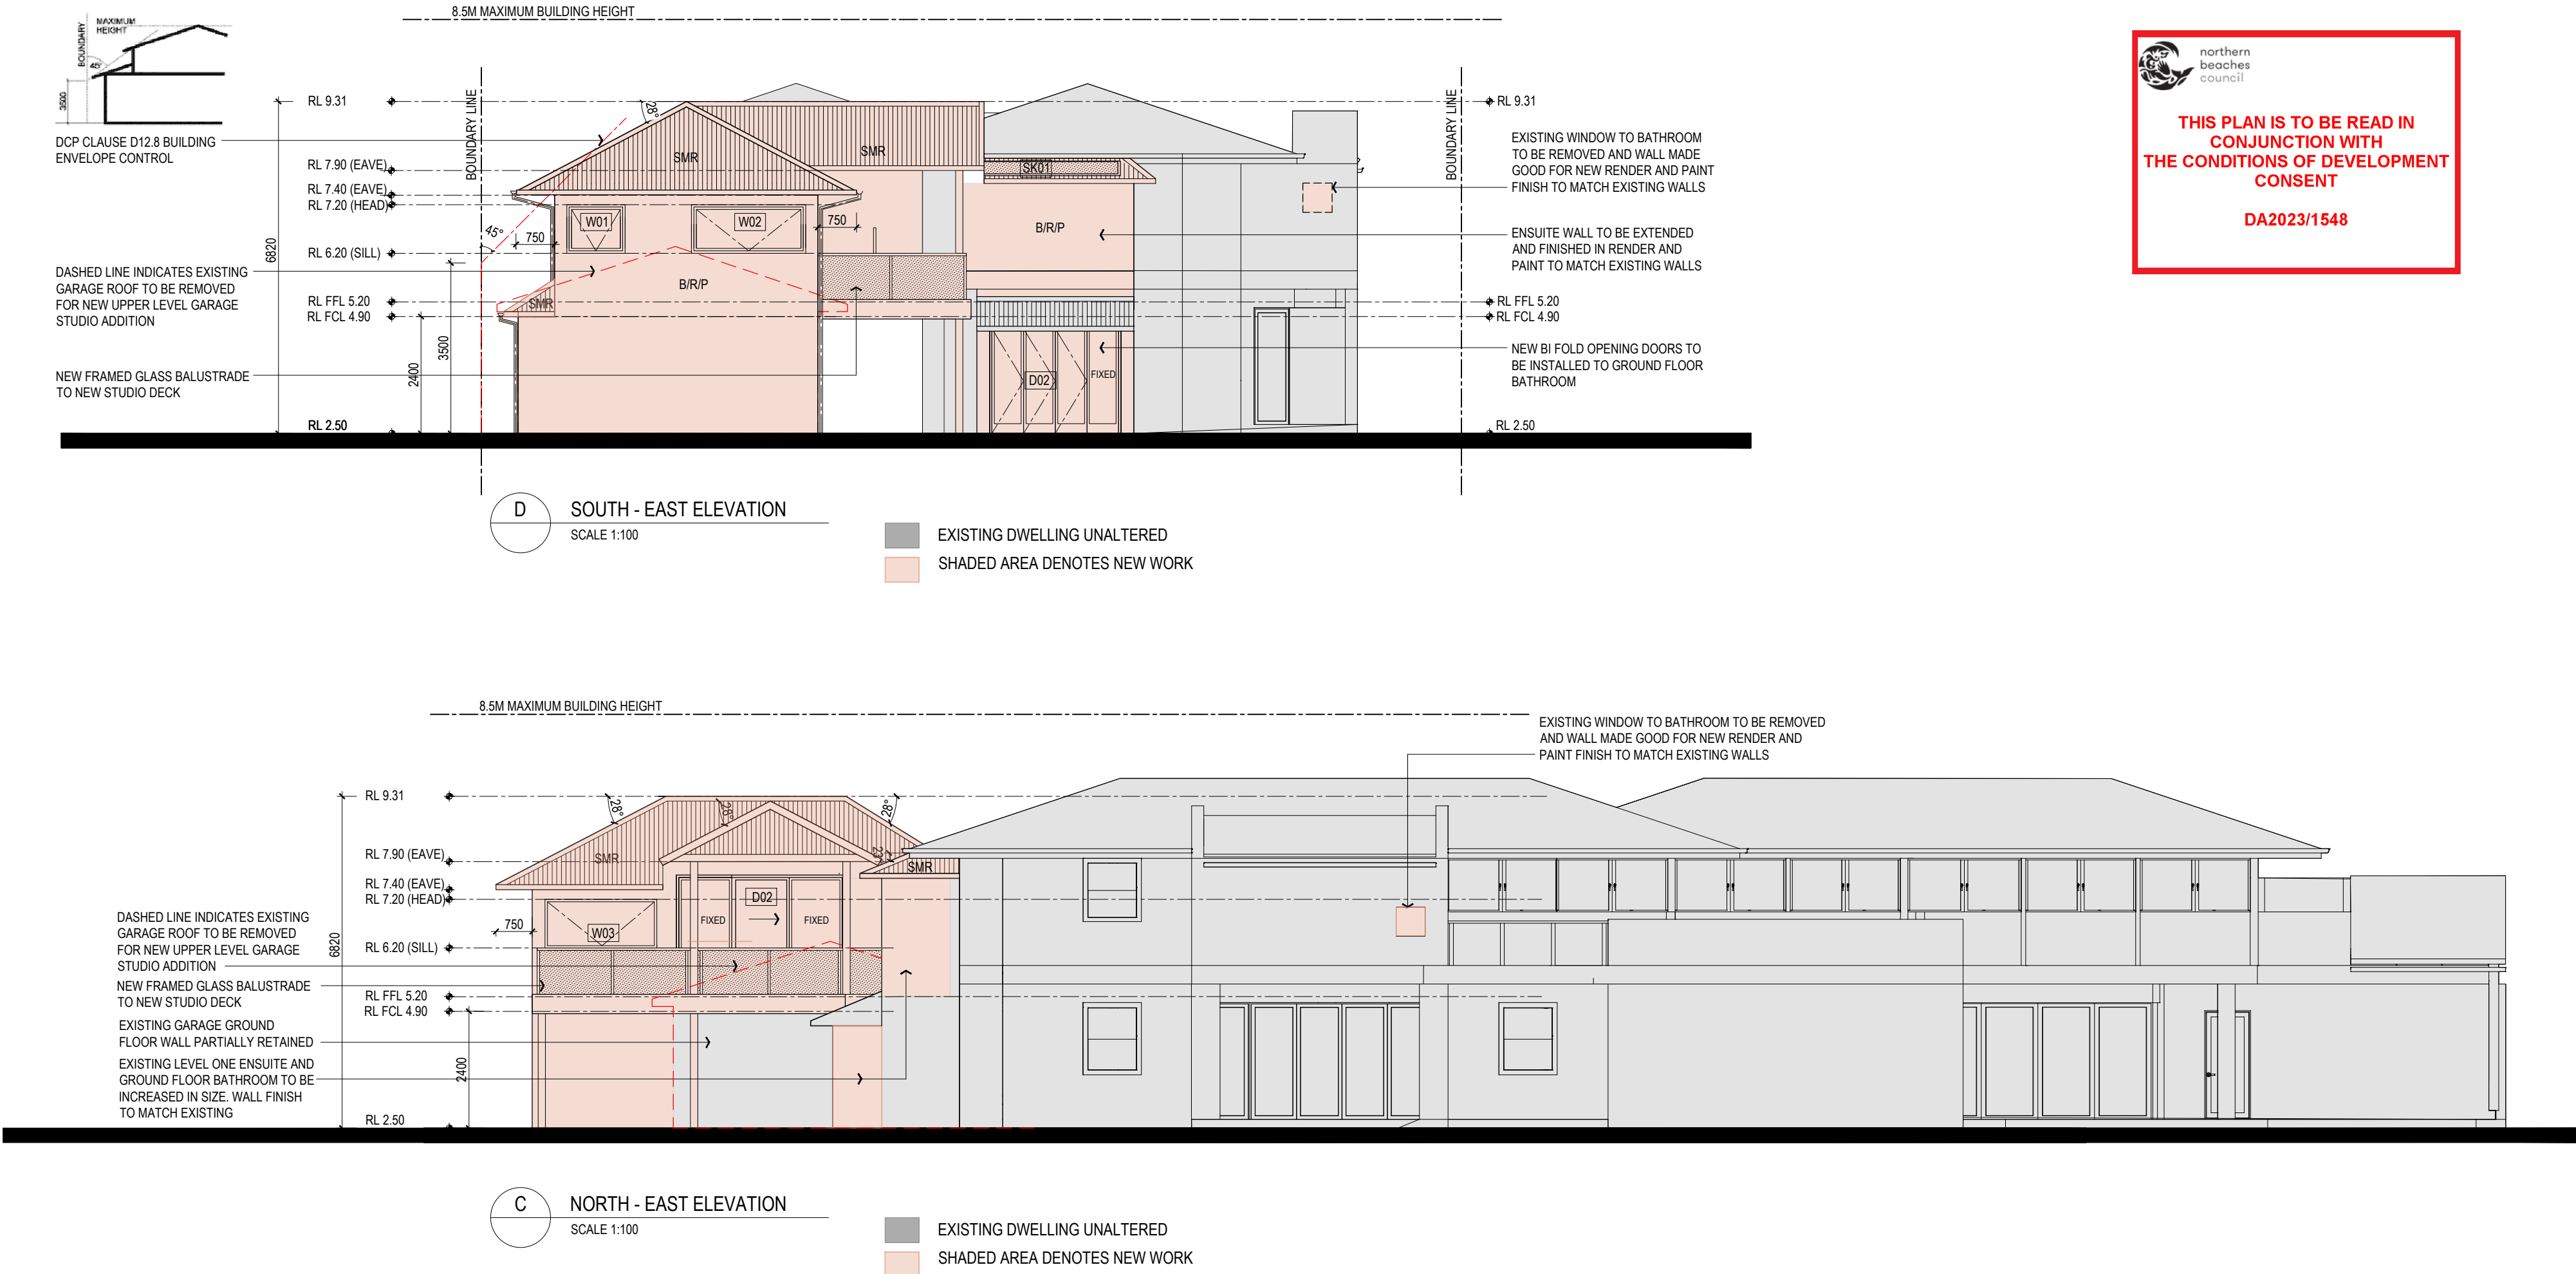 8.5M MAXIMUM BUILDING HEIGHT
MAXIMUM
HEIGHT
BOUNDARY
45°
3500
DCP CLAUSE D12.8 BUILDING
ENVELOPE CONTROL
DASHED LINE INDICATES EXISTING
GARAGE ROOF TO BE REMOVED
FOR NEW UPPER LEVEL GARAGE
STUDIO ADDITION
NEW FRAMED GLASS BALUSTRADE
TO NEW STUDIO DECK
6820
RL 9.31
RL 7.90 (EAVE)
RL 7.40 (EAVE)
RL 7.20 (HEAD)
RL 6.20 (SILL)
RL FFL 5.20
RL FCL 4.90
RL 2.50
2400
3500
BOUNDARY LINE
45°
28°
SMR
SMR
SK01
W01
W02
750
750
B/R/P
B/R/P
SMR
D02
FIXED
BOUNDARY LINE
RL 9.31
RL FFL 5.20
RL FCL 4.90
RL 2.50
EXISTING WINDOW TO BATHROOM
TO BE REMOVED AND WALL MADE
GOOD FOR NEW RENDER AND PAINT
FINISH TO MATCH EXISTING WALLS
ENSUITE WALL TO BE EXTENDED
AND FINISHED IN RENDER AND
PAINT TO MATCH EXISTING WALLS
NEW BI FOLD OPENING DOORS TO
BE INSTALLED TO GROUND FLOOR
BATHROOM
northern
beaches
council
THIS PLAN IS TO BE READ IN
CONJUNCTION WITH
THE CONDITIONS OF DEVELOPMENT
CONSENT
DA2023/1548
D
SOUTH - EAST ELEVATION
SCALE 1:100
EXISTING DWELLING UNALTERED
SHADED AREA DENOTES NEW WORK
8.5M MAXIMUM BUILDING HEIGHT
EXISTING WINDOW TO BATHROOM TO BE REMOVED
AND WALL MADE GOOD FOR NEW RENDER AND
PAINT FINISH TO MATCH EXISTING WALLS
RL 9.31
RL 7.90 (EAVE)
RL 7.40 (EAVE)
RL 7.20 (HEAD)
RL 6.20 (SILL)
RL FFL 5.20
RL FCL 4.90
RL 2.50
6820
2400
750
28°
28°
28°
SMR
SMR
W03
FIXED
D02
FIXED
DASHED LINE INDICATES EXISTING
GARAGE ROOF TO BE REMOVED
FOR NEW UPPER LEVEL GARAGE
STUDIO ADDITION
NEW FRAMED GLASS BALUSTRADE
TO NEW STUDIO DECK
EXISTING GARAGE GROUND
FLOOR WALL PARTIALLY RETAINED
EXISTING LEVEL ONE ENSUITE AND
GROUND FLOOR BATHROOM TO BE
INCREASED IN SIZE. WALL FINISH
TO MATCH EXISTING
C
NORTH - EAST ELEVATION
SCALE 1:100
EXISTING DWELLING UNALTERED
SHADED AREA DENOTES NEW WORK